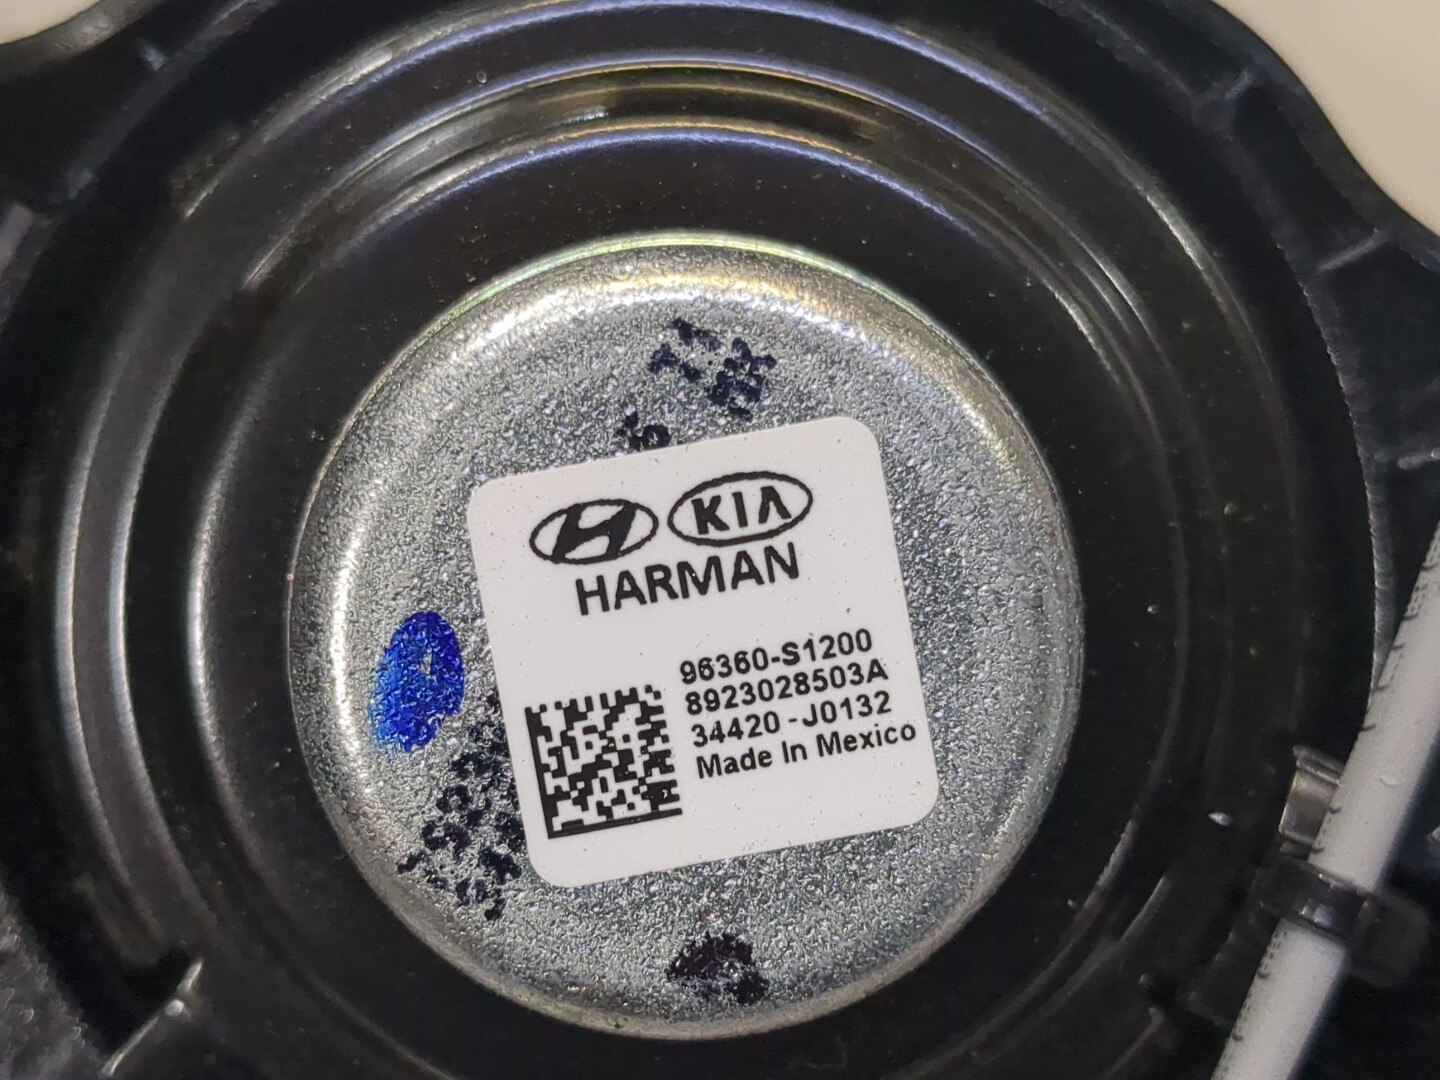 KIA
HARMAN
96360-S1200
8923028503A
34420-J0132
Made In Mexico